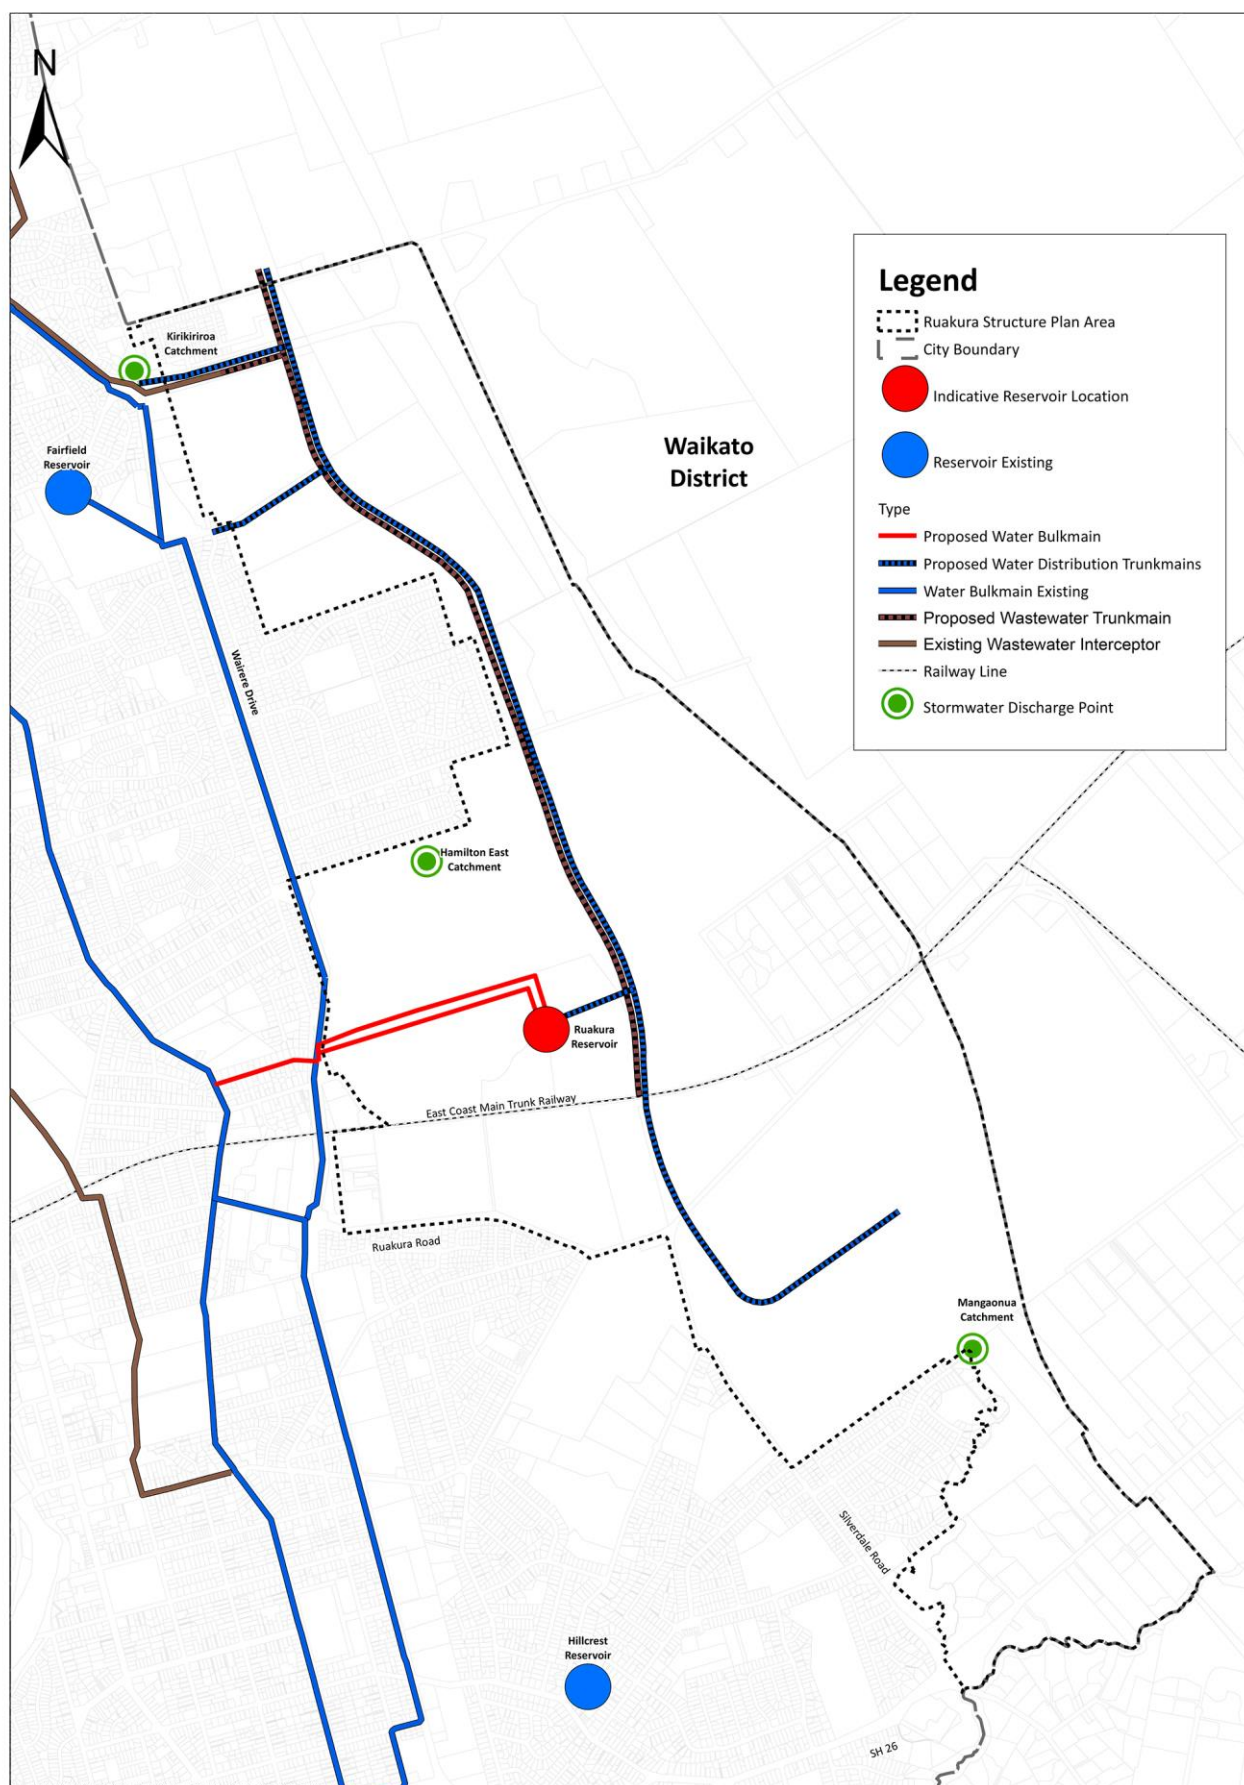 N
Kirikiriroa
Catchment
Fairfield
Reservoir
Waikato
District
Legend
Ruakura Structure Plan Area
City Boundary
Indicative Reservoir Location
Reservoir Existing
Type
Proposed Water Bulkmain
Proposed Water Distribution Trunkmains
Water Bulkmain Existing
Proposed Wastewater Trunkmain
Existing Wastewater Interceptor
Railway Line
Stormwater Discharge Point
Wairere Drive
Hamilton East
Catchment
Ruakura
Reservoir
East Coast Main Trunk Railway
Ruakura Road
Mangaonua
Catchment
Silverdale Road
Hillcrest
Reservoir
SH 26